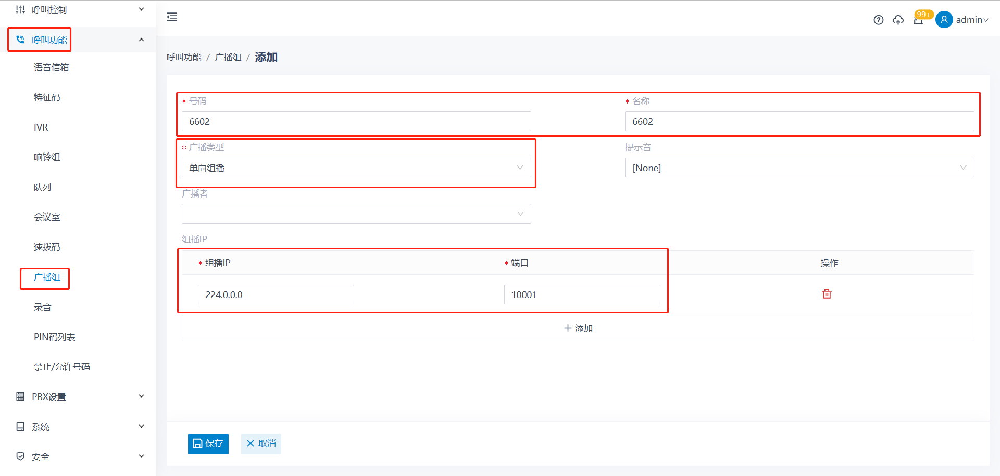 呼叫控制
呼叫功能
语音信箱
特征码
IVR
响铃组
队列
会议室
速拨码
广播组
录音
PIN码列表
禁止/允许号码
PBX设置
系统
安全
99+
admin
呼叫功能 / 广播组 / 添加
* 号码
6602
* 名称
6602
* 广播类型
单向组播
提示音
[None]
广播者
组播IP
* 组播IP
* 端口
操作
224.0.0.0
10001
+ 添加
保存
取消